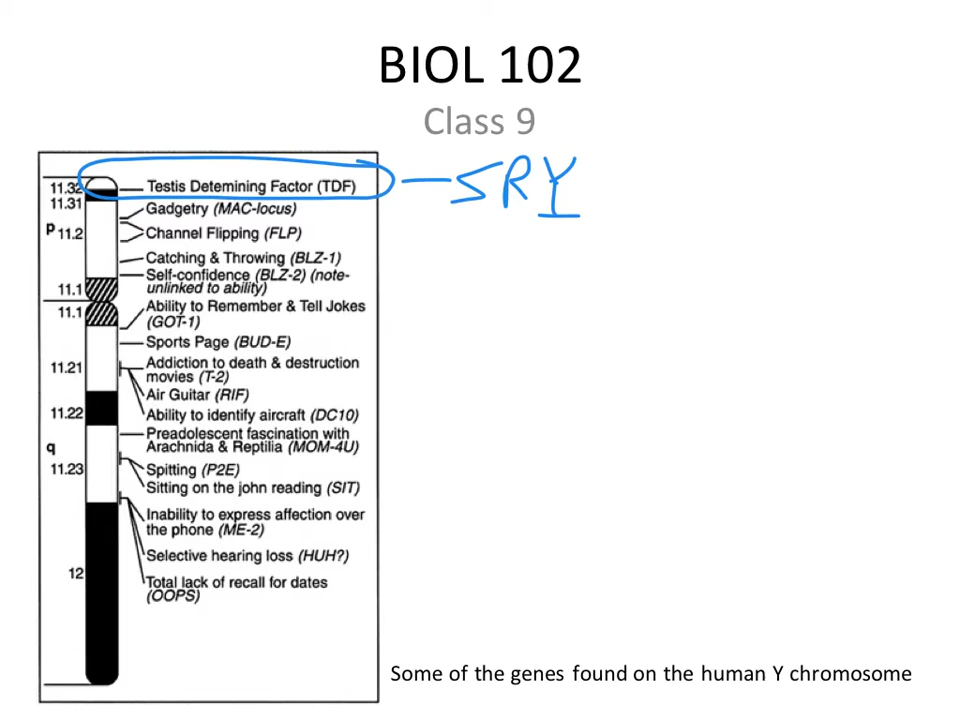 BIOL 102
Class 9
SRY
11.32
Testis Detemining Factor (TDF)
11.31
Gadgetry (MAC-locus)
p
11.2
Channel Flipping (FLP)
Catching & Throwing (BLZ-1)
Self-confidence (BLZ-2) (note-
unlinked to ability)
11.1
11.1
Ability to Remember & Tell Jokes
(GOT-1)
Sports Page (BUD-E)
11.21
Addiction to death & destruction
movies (T-2)
Air Guitar (RIF)
11.22
Ability to identify aircraft (DC10)
Preadolescent fascination with
Arachnida & Reptilia (MOM-4U)
q
11.23
Spitting (P2E)
Sitting on the john reading (SIT)
Inability to express affection over
the phone (ME-2)
Selective hearing loss (HUH?)
12
Total lack of recall for dates
(OOPS)
Some of the genes found on the human Y chromosome